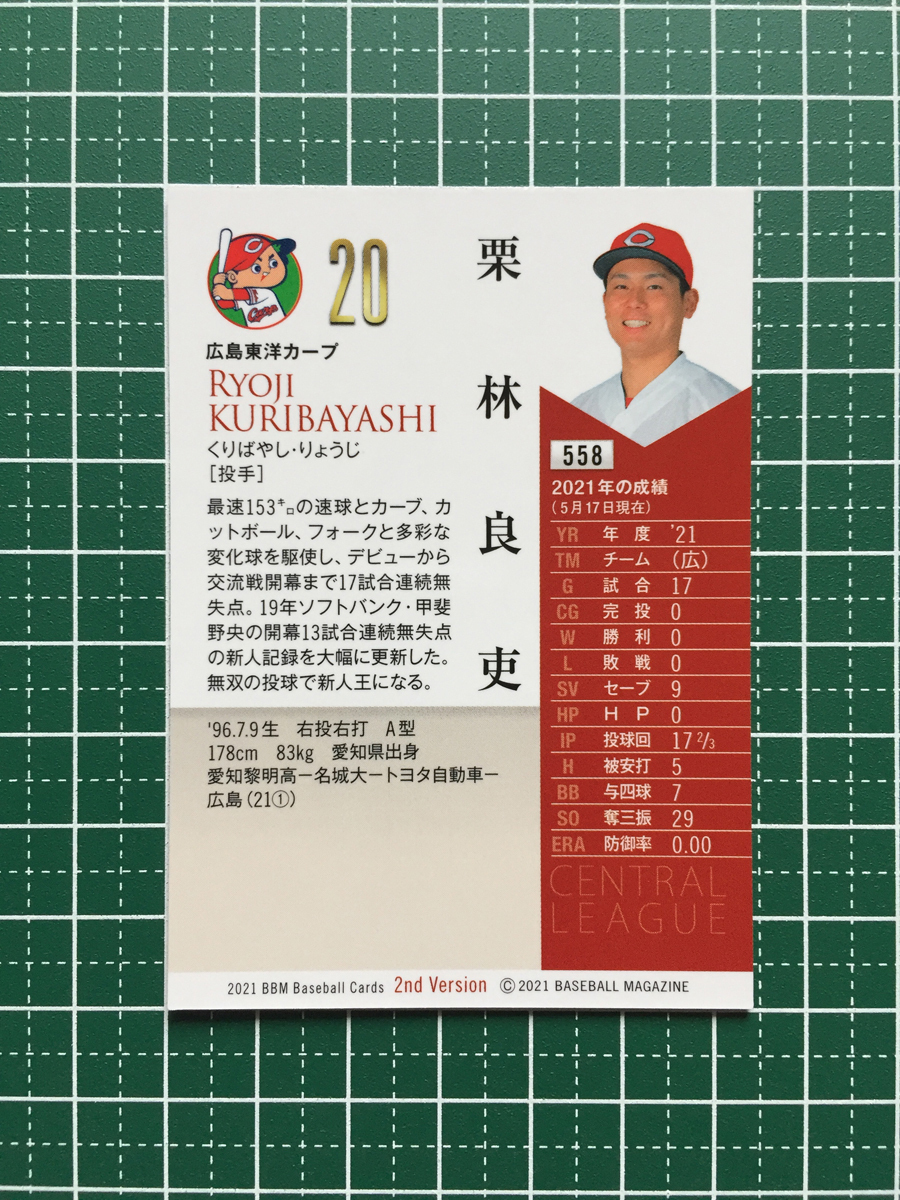 20
広島東洋カープ
RYOJI
KURIBAYASHI
くりばやし・りょうじ
[投手]
栗林良吏
最速153㌔の速球とカーブ、カ
ットボール、フォークと多彩な
変化球を駆使し、デビューから
交流戦開幕まで17試合連続無
失点。19年ソフトバンク・甲斐
野央の開幕13試合連続無失点
の新人記録を大幅に更新した。
無双の投球で新人王になる。
'96.7.9生 右投右打 A型
178cm 83kg 愛知県出身
愛知黎明高ー名城大ートヨタ自動車ー
広島(21①)
558
2021年の成績
(5月17日現在)
YR 年度 '21
TM チーム (広)
G 試合 17
CG 完投 0
W 勝利 0
L 敗戦 0
SV セーブ 9
HP HP 0
IP 投球回 17 2/3
H 被安打 5
BB 与四球 7
SO 奪三振 29
ERA 防御率 0.00
CENTRAL
LEAGUE
2021 BBM Baseball Cards 2nd Version ©2021 BASEBALL MAGAZINE